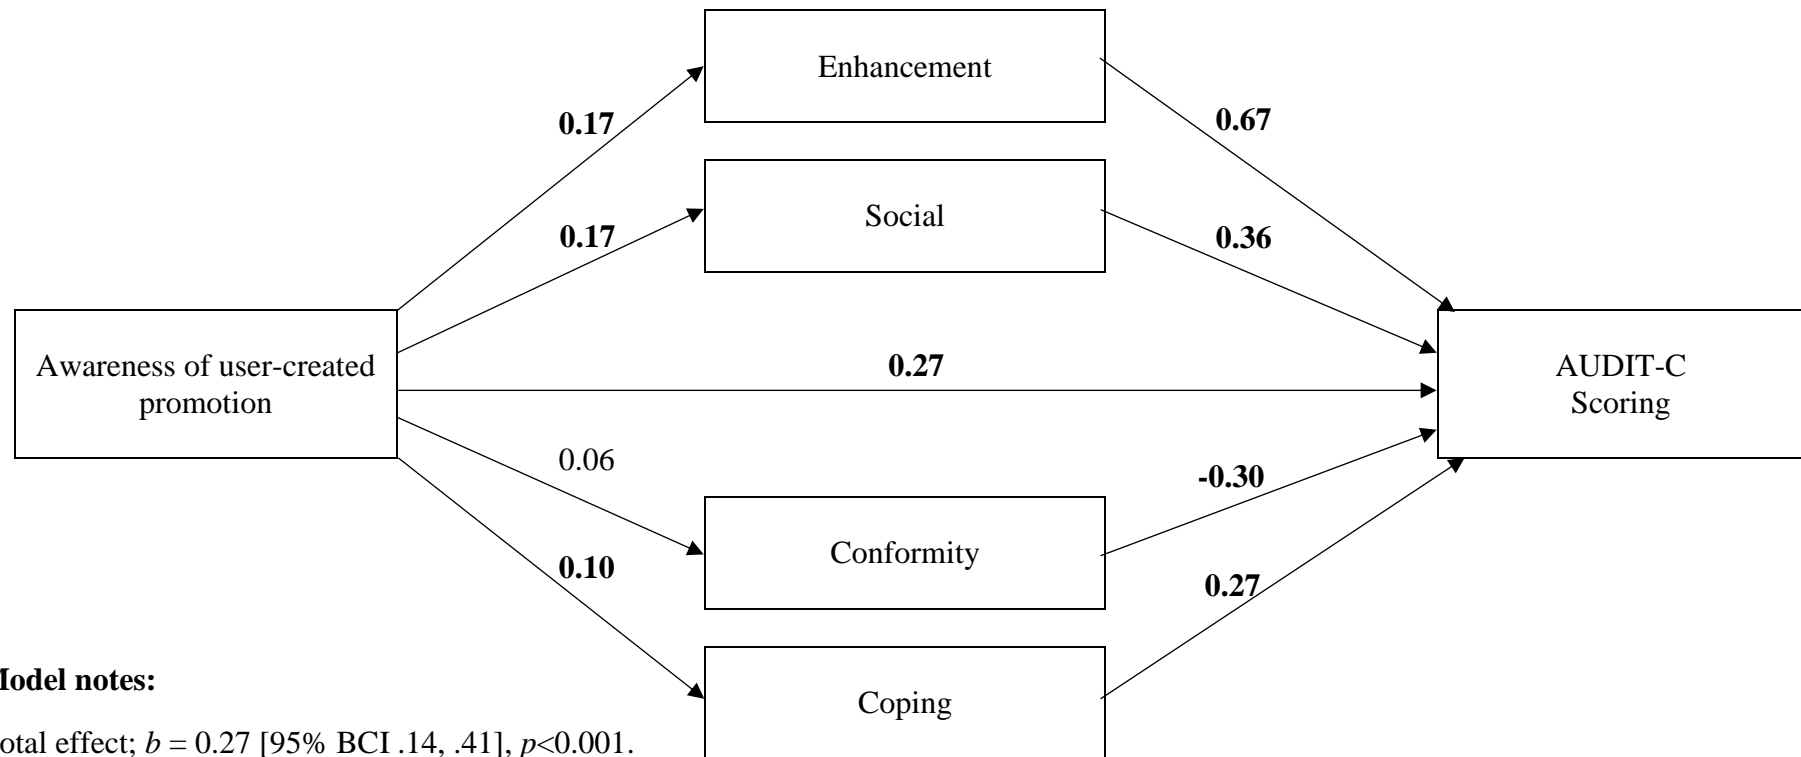 Enhancement
0.17
0.67
Social
0.17
0.36
Awareness of user-created
promotion
0.27
AUDIT-C
Scoring
0.06
-0.30
Conformity
0.10
0.27
Coping
Model notes:
otal effect; b = 0.27 [95% BCI .14, .41], p<0.001.